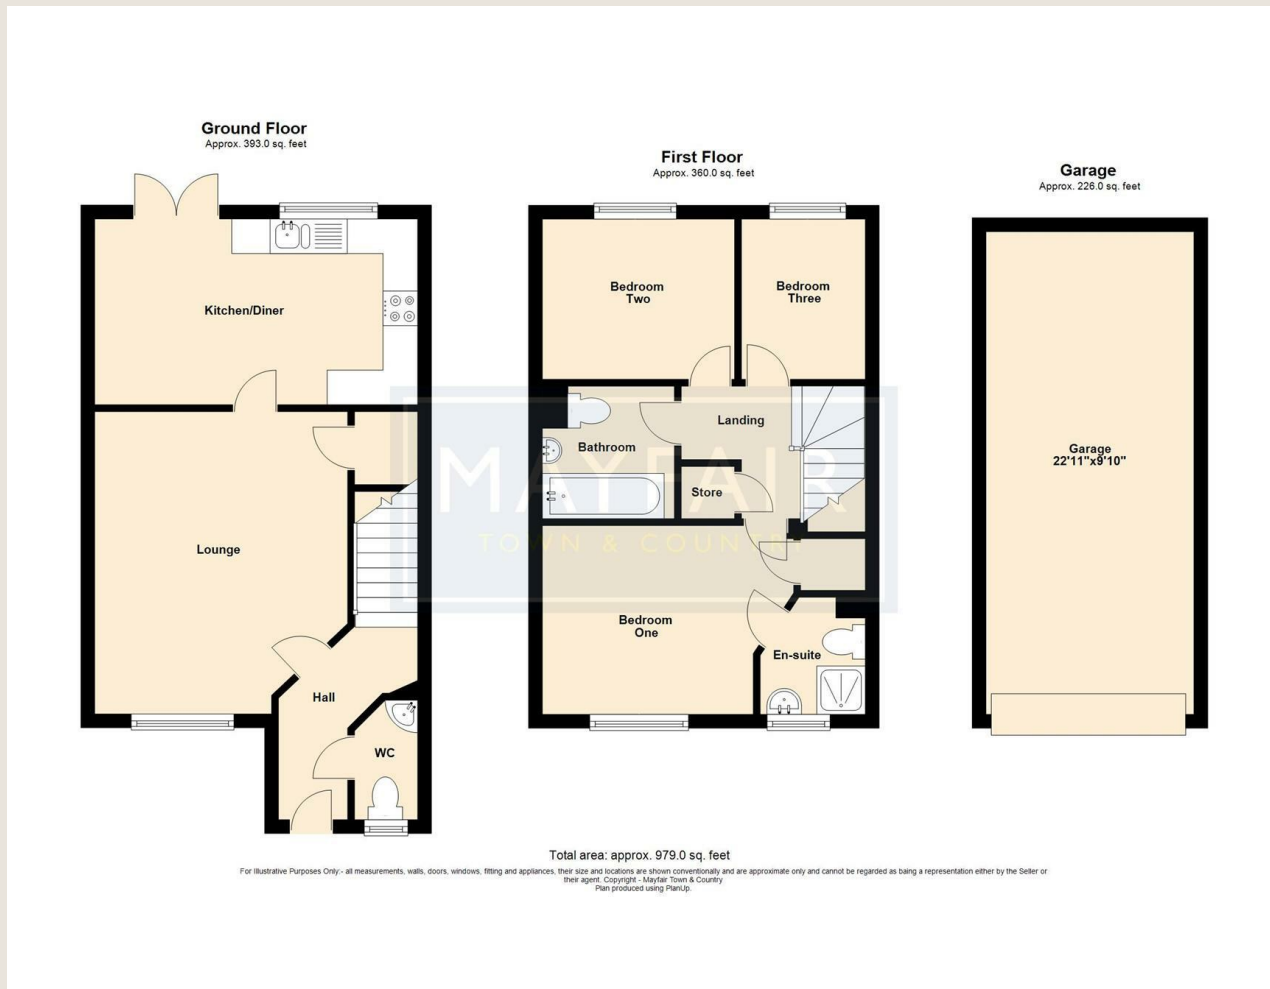 Ground Floor
Approx. 393.0 sq. feet
Kitchen/Diner
Lounge
Hall
WC
First Floor
Approx. 360.0 sq. feet
Bedroom
Two
Bedroom
Three
Landing
Bathroom
Store
Bedroom
One
En-suite
Garage
Approx. 226.0 sq. feet
Garage
22'11"x9'10"
MAYFAIR
TOWN & COUNTRY
Total area: approx. 979.0 sq. feet
For Illustrative Purposes Only:- all measurements, walls, doors, windows, fitting and appliances, their size and locations are shown conventionally and are approximate only and cannot be regarded as being a representation either by the Seller or
their agent. Copyright - Mayfair Town & Country
Plan produced using PlanUp.